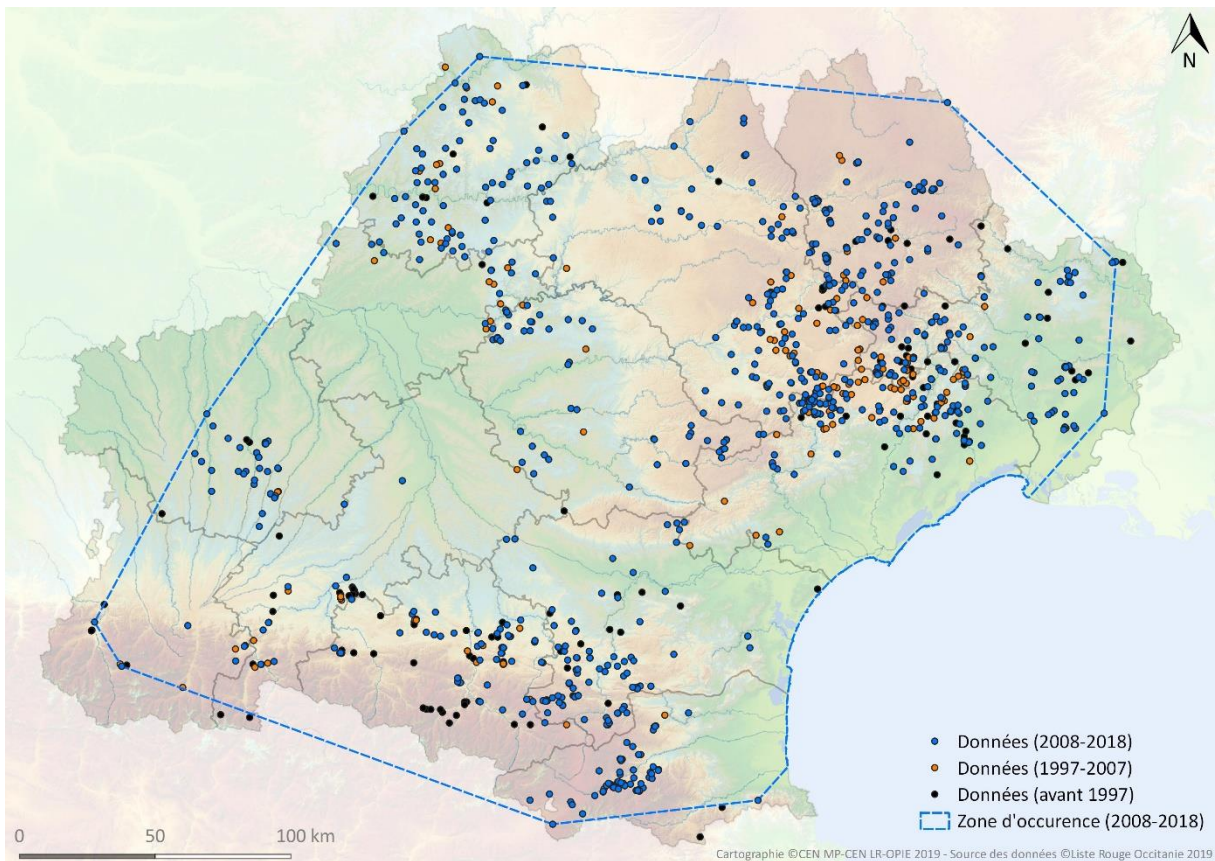 N
Données (2008-2018)
Données (1997-2007)
Données (avant 1997)
Zone d'occurence (2008-2018)
0 50 100 km
Cartographie ©CEN MP-CEN LR-OPIE 2019 - Source des données ©Liste Rouge Occitanie 2019